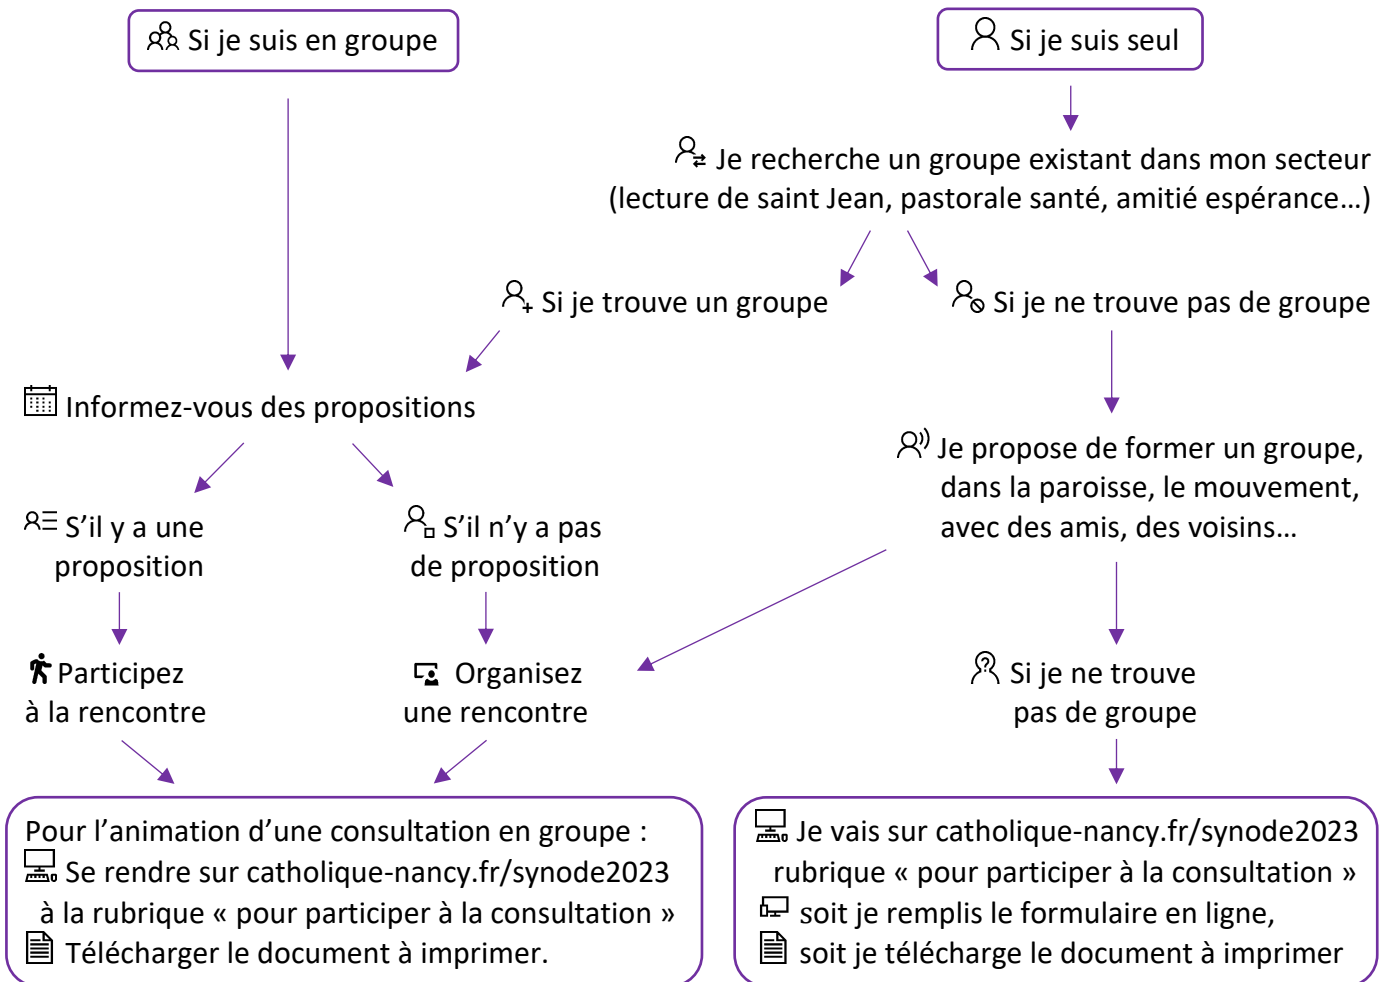 Si je suis en groupe
Si je suis seul
Je recherche un groupe existant dans mon secteur
(lecture de saint Jean, pastorale santé, amitié espérance…)
Si je trouve un groupe
Si je ne trouve pas de groupe
Informez-vous des propositions
Je propose de former un groupe,
dans la paroisse, le mouvement,
avec des amis, des voisins…
S’il y a une
proposition
S’il n’y a pas
de proposition
Participez
à la rencontre
Organisez
une rencontre
Si je ne trouve
pas de groupe
Pour l’animation d’une consultation en groupe :
Se rendre sur catholique-nancy.fr/synode2023
à la rubrique « pour participer à la consultation »
Télécharger le document à imprimer.
Je vais sur catholique-nancy.fr/synode2023
rubrique « pour participer à la consultation »
soit je remplis le formulaire en ligne,
soit je télécharge le document à imprimer